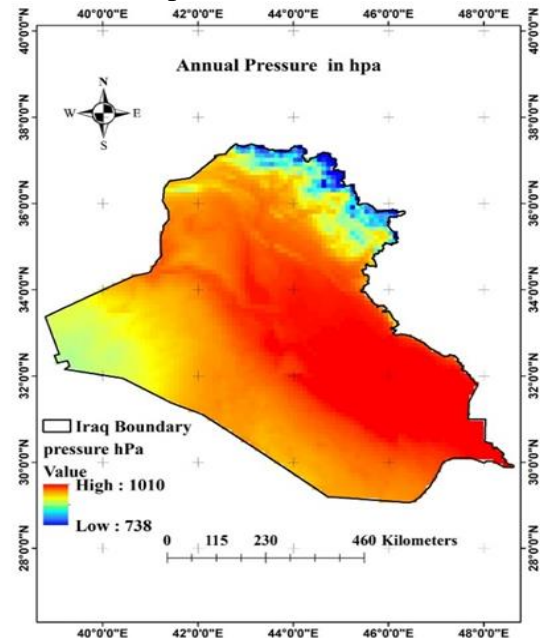 40°0'0"E 42°0'0"E 44°0'0"E 46°0'0"E 48°0'0"E
40°0'0"N
40°0'0"N
Annual Pressure in hpa
N
W E
S
38°0'0"N
38°0'0"N
36°0'0"N
36°0'0"N
34°0'0"N
34°0'0"N
32°0'0"N
32°0'0"N
Iraq Boundary
pressure hPa
Value
High : 1010
Low : 738
30°0'0"N
30°0'0"N
0 115 230 460 Kilometers
28°0'0"N
28°0'0"N
40°0'0"E 42°0'0"E 44°0'0"E 46°0'0"E 48°0'0"E